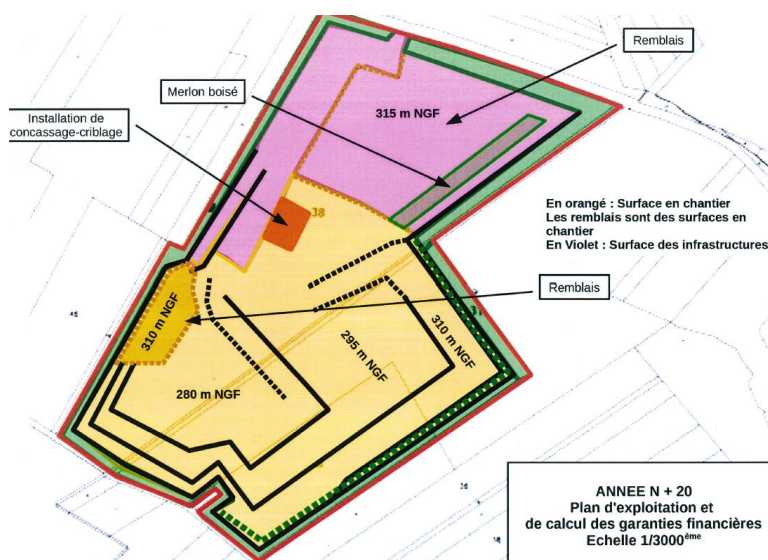 Remblais
Merlon boisé
315 m NGF
Installation de
concassage-criblage
38
En orangé : Surface en chantier
Les remblais sont des surfaces en
chantier
En Violet : Surface des infrastructures
Remblais
310 m NGF
310 m NGF
295 m NGF
280 m NGF
ANNEE N + 20
Plan d'exploitation et
de calcul des garanties financières
Echelle 1/3000ème